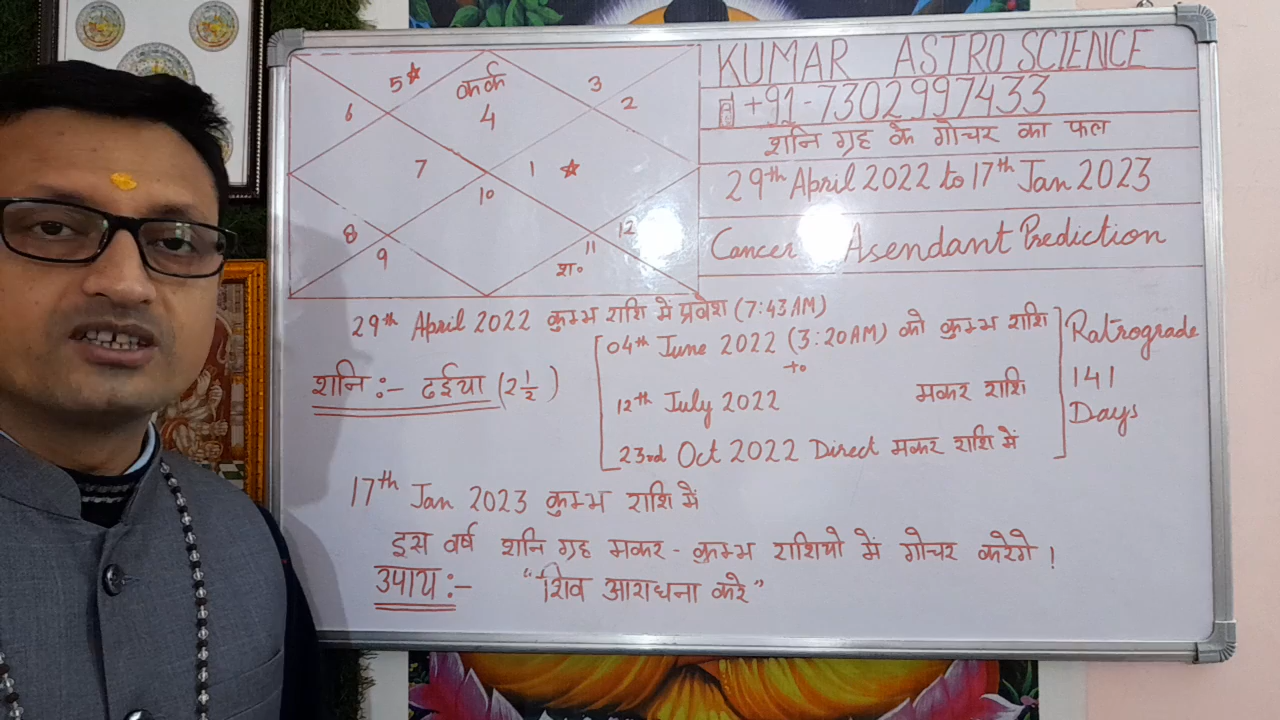 KUMAR ASTRO SCIENCE
+91-7302997433
शनि ग्रह के गोचर का फल
29th April 2022 to 17th Jan 2023
Cancer Asendant Prediction
5 कर्क 3
6 4 2
7 1
10
8 12
9 11
श॰
29th April 2022 कुम्भ राशि में प्रवेश (7:43 AM)
शनि :- ढईया (2 1/2)
04th June 2022 (3:20AM) को कुम्भ राशि
to
12th July 2022 मकर राशि
23rd Oct 2022 Direct मकर राशि में
Ratrograde
141
Days
17th Jan 2023 कुम्भ राशि में
इस वर्ष शनि ग्रह मकर - कुम्भ राशियो में गोचर करेगे !
उपाय :- "शिव आराधना करे"